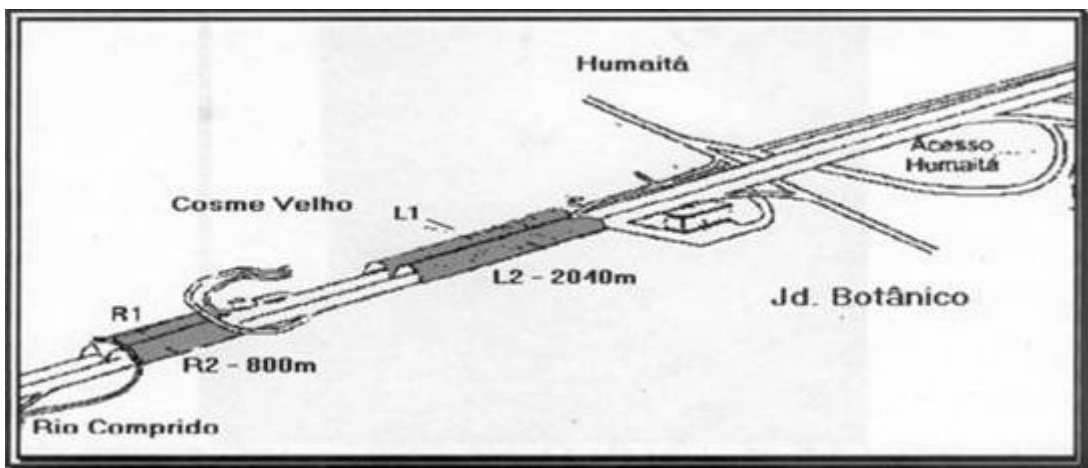 Humaitá
Acesso
Humaitá
Cosme Velho
L1
L2 - 2040m
Jd. Botânico
R1
R2 - 800m
Rio Comprido